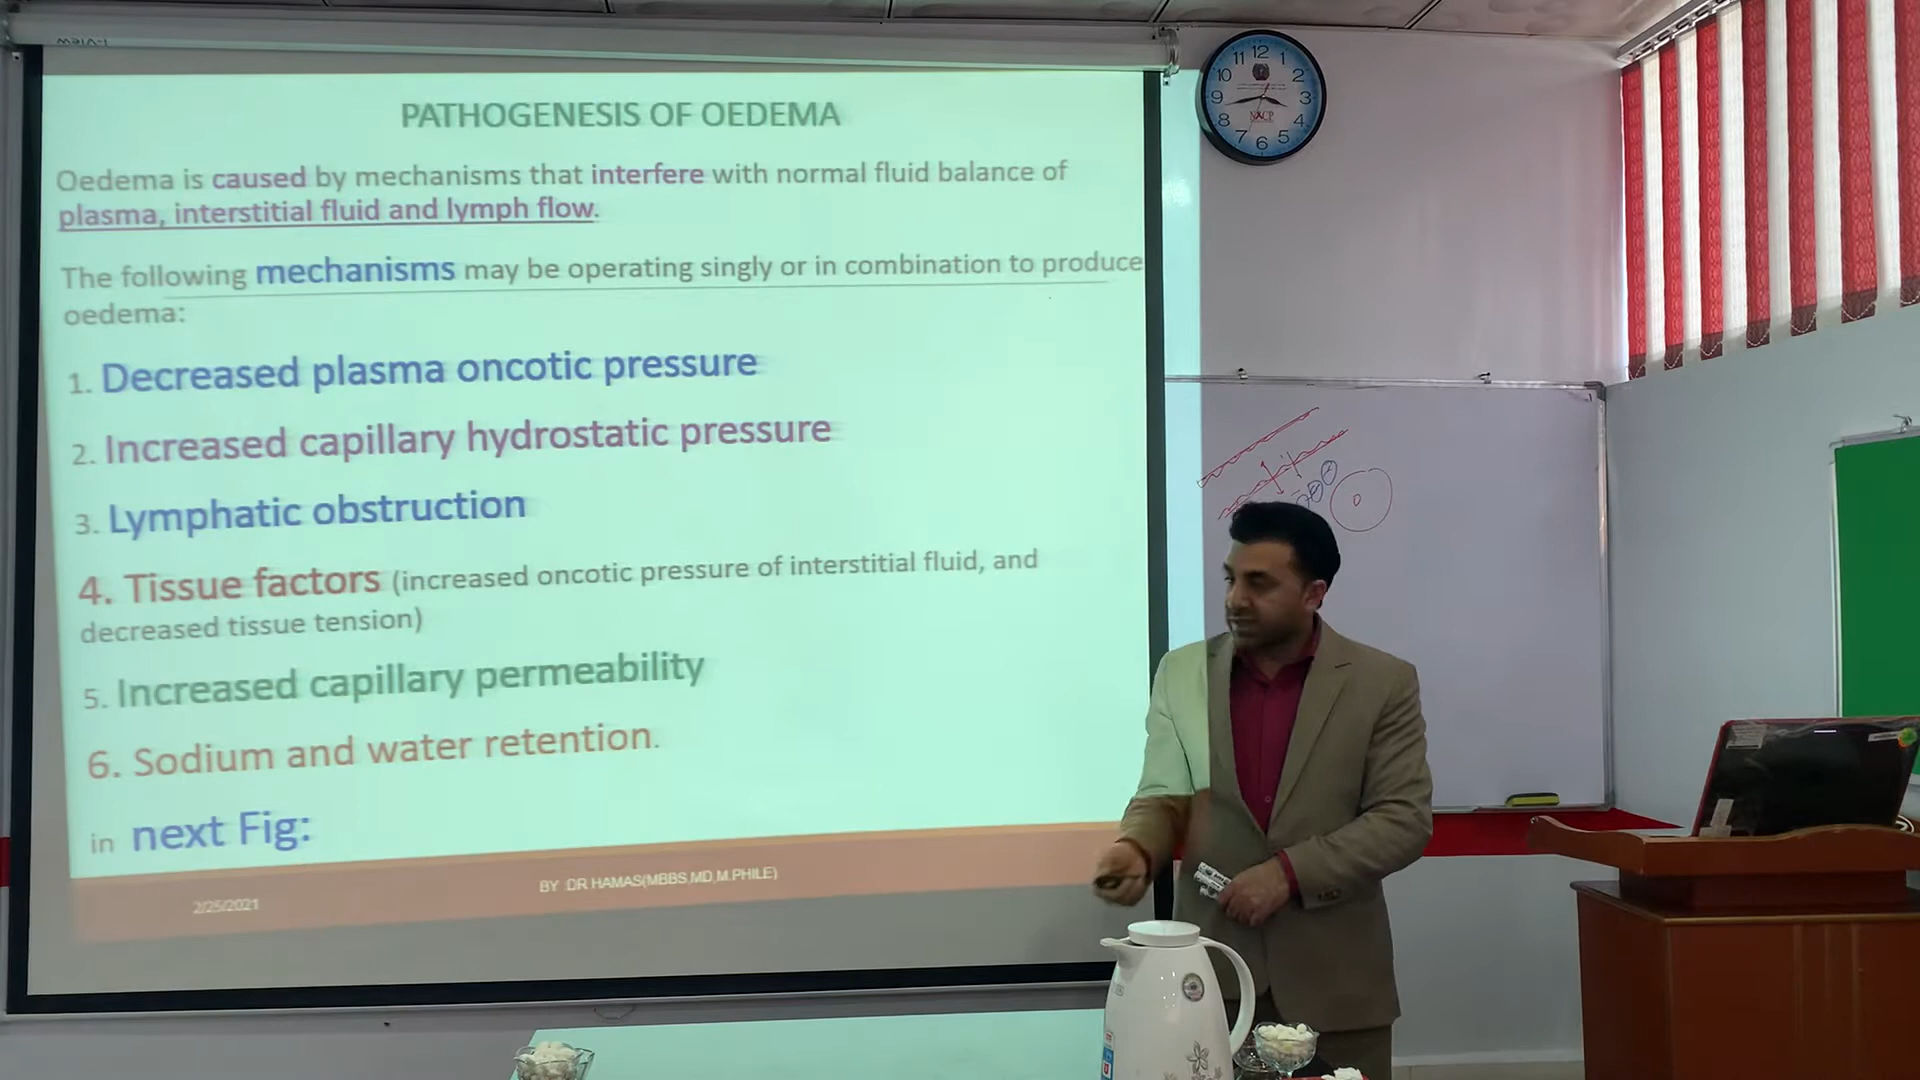 PATHOGENESIS OF OEDEMA
Oedema is caused by mechanisms that interfere with normal fluid balance of
plasma, interstitial fluid and lymph flow.
The following mechanisms may be operating singly or in combination to produce
oedema:
1. Decreased plasma oncotic pressure
2. Increased capillary hydrostatic pressure
3. Lymphatic obstruction
4. Tissue factors (increased oncotic pressure of interstitial fluid, and
decreased tissue tension)
5. Increased capillary permeability
6. Sodium and water retention.
in next Fig:
2/25/2021
BY :DR HAMAS(MBBS,MD,M.PHILE)
12
1
2
3
4
5
6
7
8
9
10
11